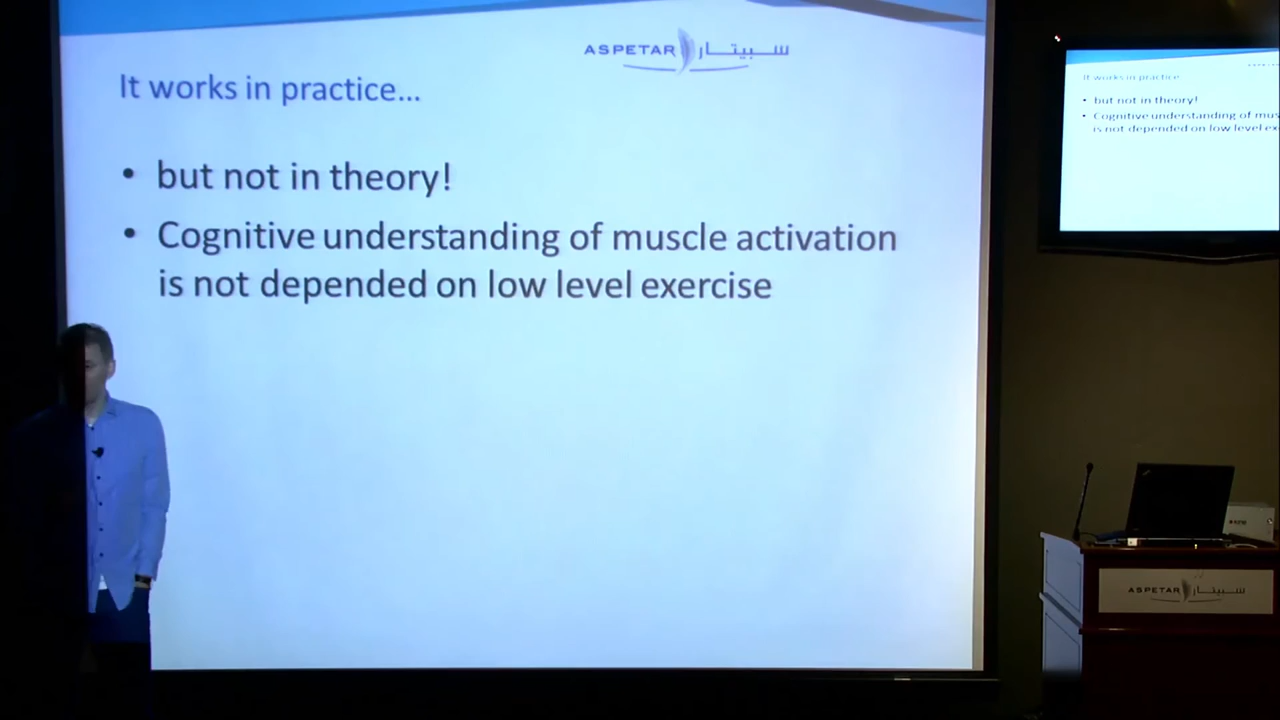 ASPETAR سبيتار
It works in practice...
• but not in theory!
• Cognitive understanding of muscle activation
is not depended on low level exercise
It works in practice...
• but not in theory!
• Cognitive understanding of mus
is not depended on low level ex
ASPETAR سبيتار